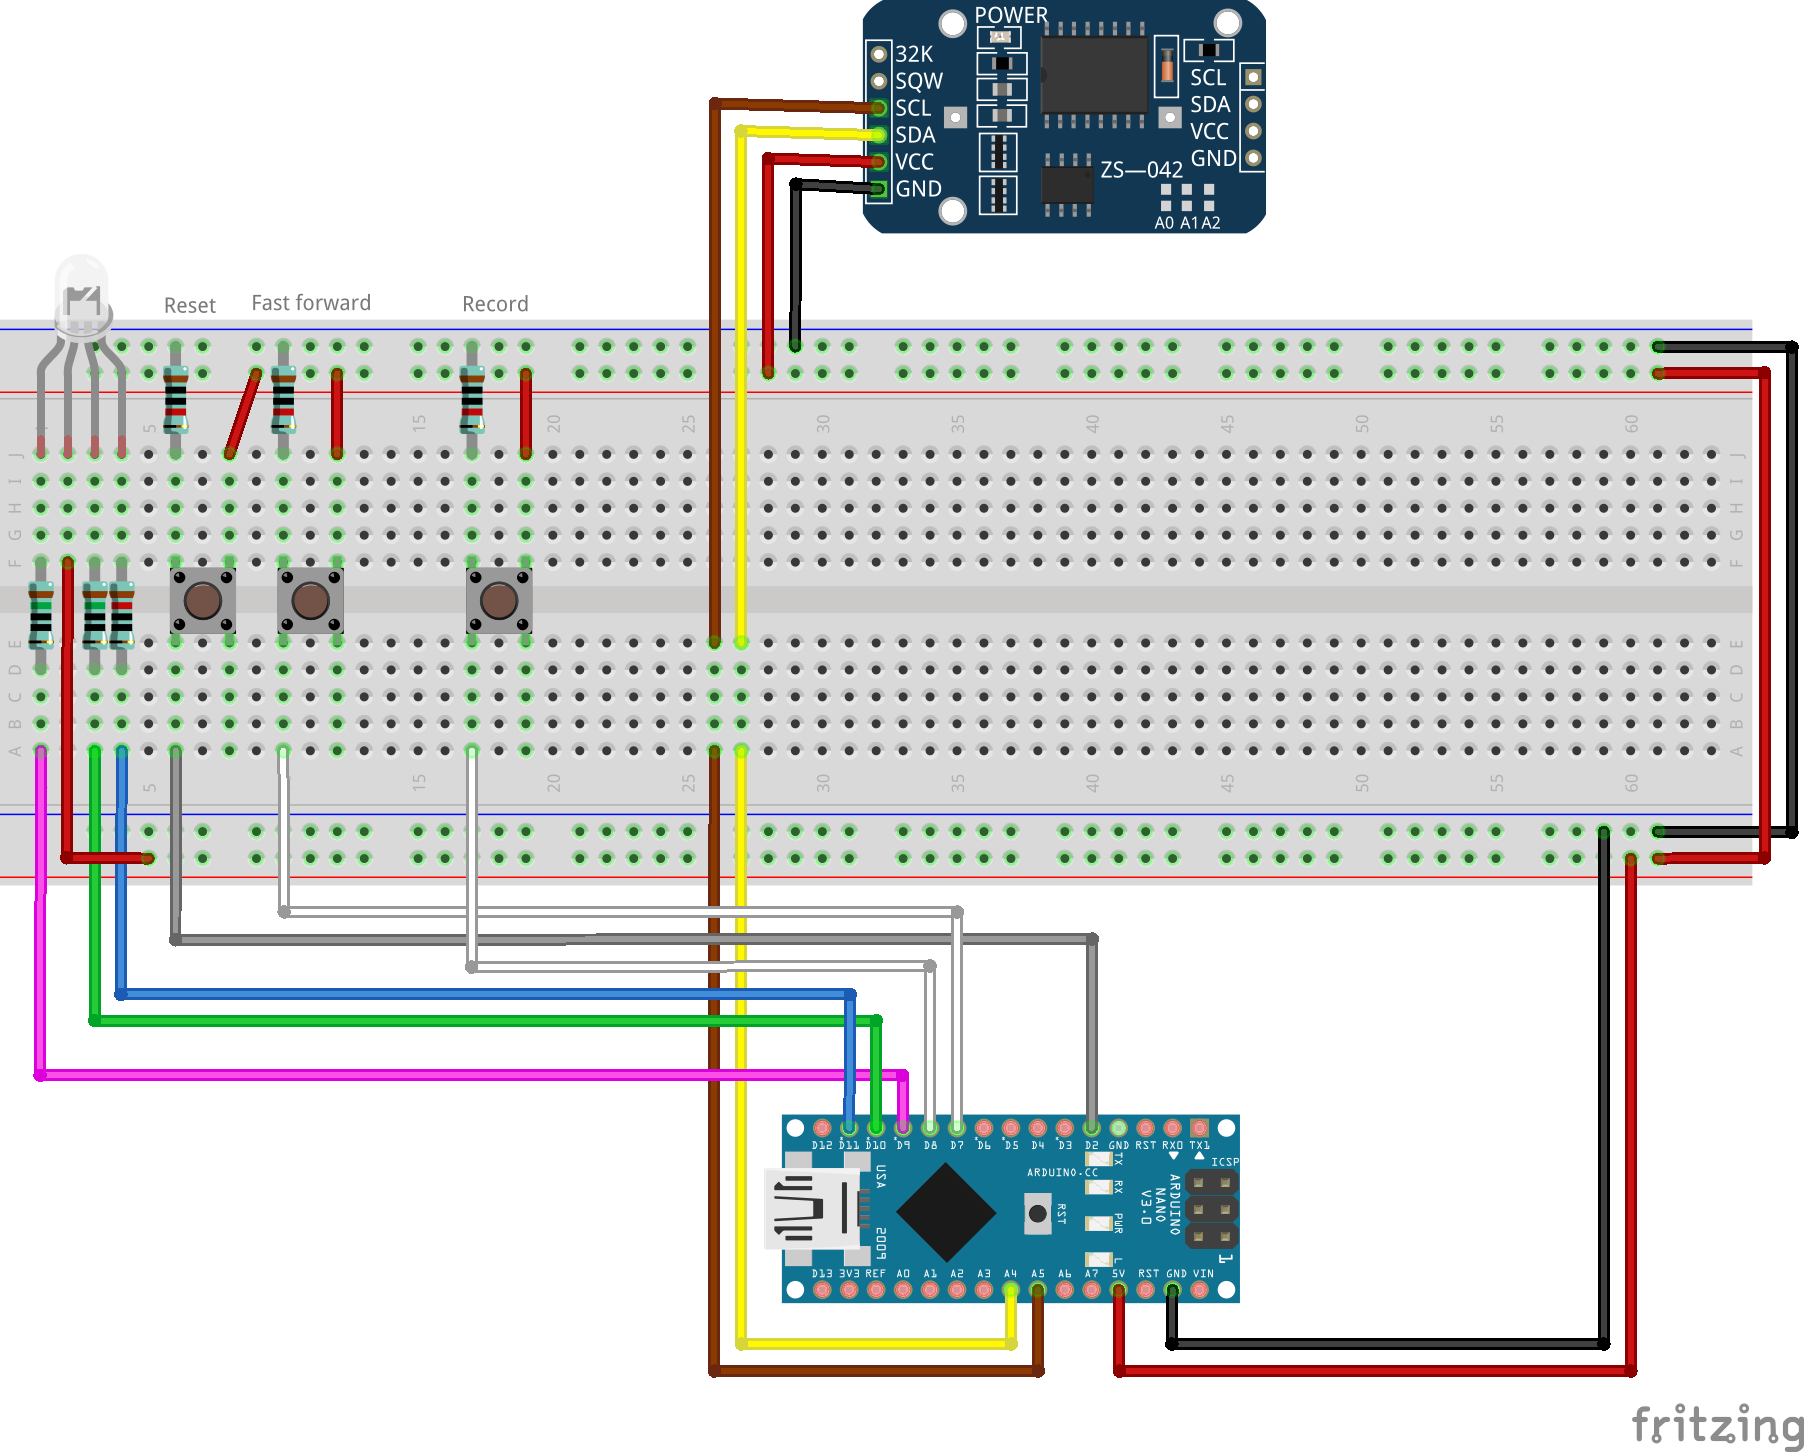 POWER
32K
SQW
SCL
SDA
VCC
GND
SCL
SDA
VCC
GND
ZS—042
A0 A1 A2
Reset
Fast forward
Record
5 15 20 25 30 35 40 45 50 55 60
J J
I I
H H
G G
F F
E E
D D
C C
B B
A A
5 15 20 25 30 35 40 45 50 55 60
D12 D11 D10 D9 D8 D7 D6 D5 D4 D3 D2 GND RST RX0 TX1
ICSP
ARDUINO.CC
TX
RX
PWR
L
RST
USA
2009
ARDUINO
NANO
V3.0
1
D13 3V3 REF A0 A1 A2 A3 A4 A5 A6 A7 5V RST GND VIN
fritzing